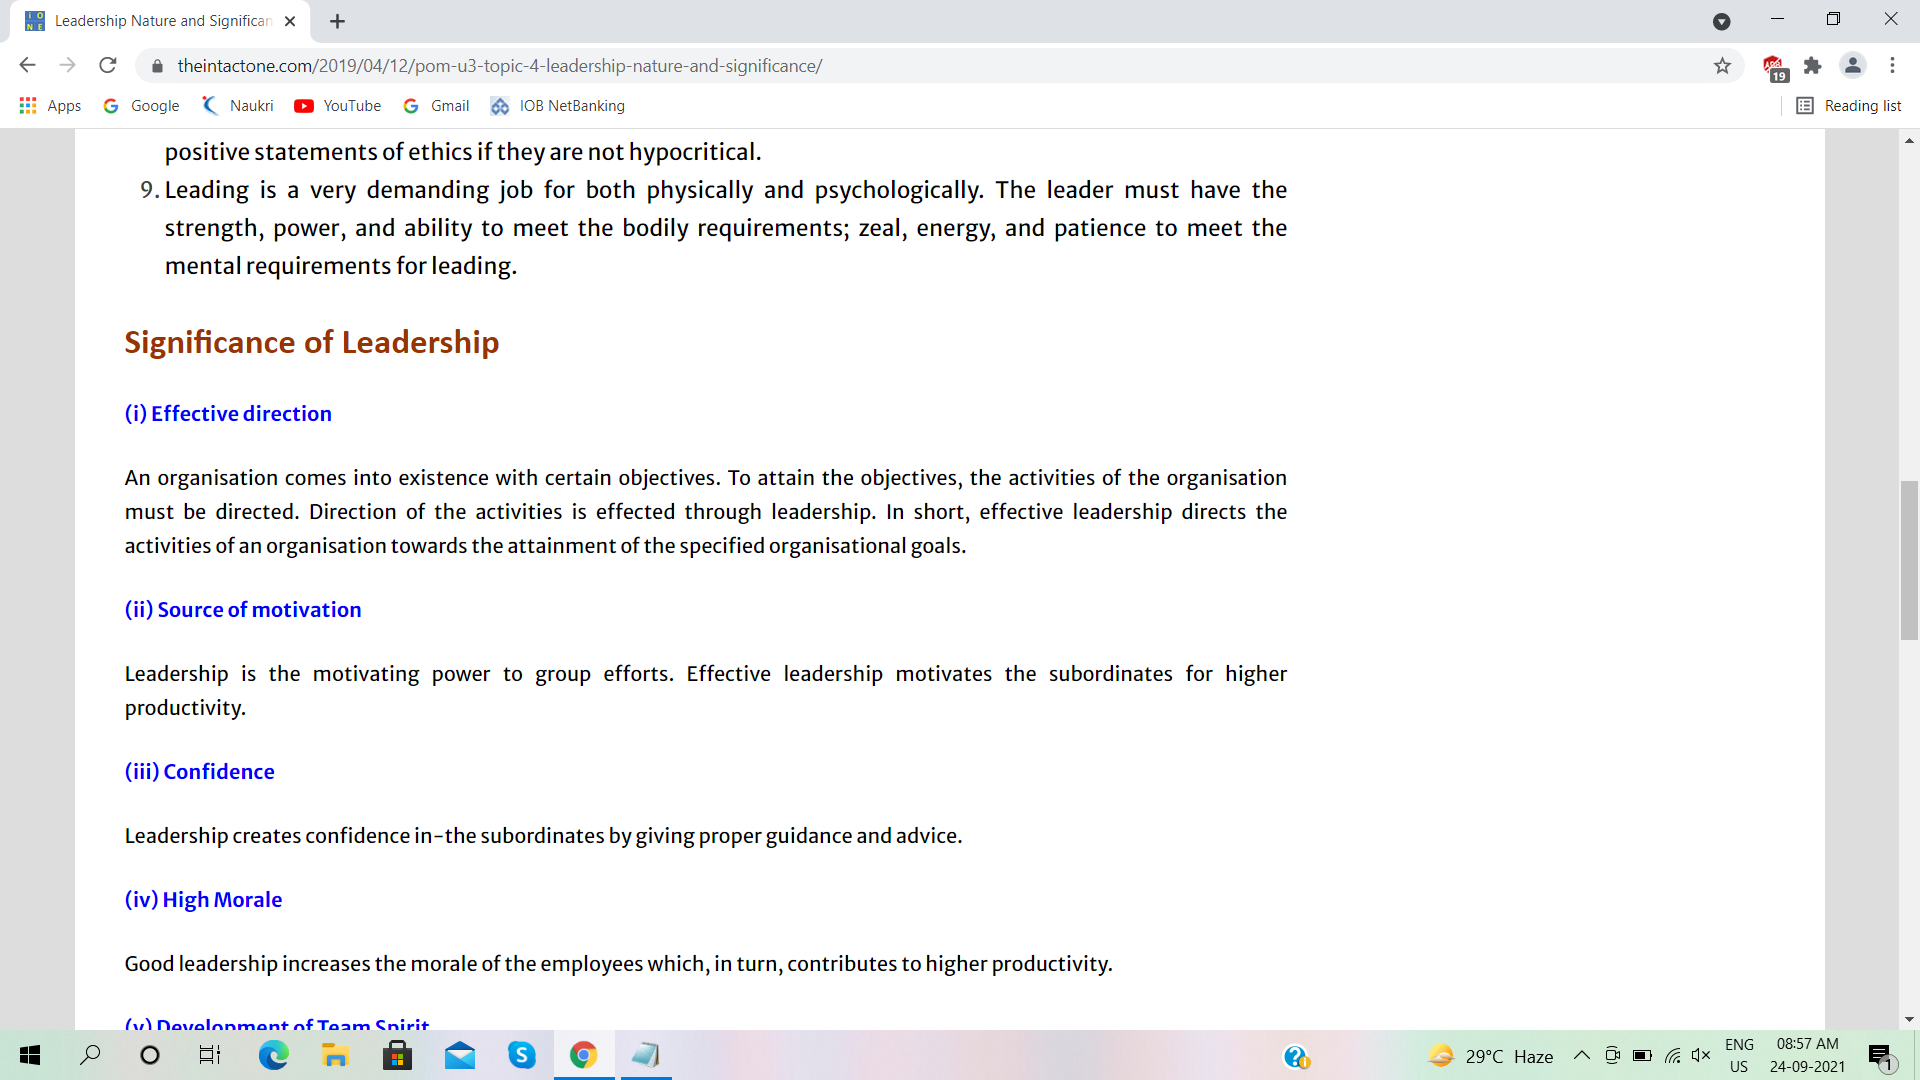 Leadership Nature and Significan
theintactone.com/2019/04/12/pom-u3-topic-4-leadership-nature-and-significance/
19
Apps
Google
Naukri
YouTube
Gmail
IOB NetBanking
Reading list
positive statements of ethics if they are not hypocritical.
9. Leading is a very demanding job for both physically and psychologically. The leader must have the
strength, power, and ability to meet the bodily requirements; zeal, energy, and patience to meet the
mental requirements for leading.
Significance of Leadership
(i) Effective direction
An organisation comes into existence with certain objectives. To attain the objectives, the activities of the organisation
must be directed. Direction of the activities is effected through leadership. In short, effective leadership directs the
activities of an organisation towards the attainment of the specified organisational goals.
(ii) Source of motivation
Leadership is the motivating power to group efforts. Effective leadership motivates the subordinates for higher
productivity.
(iii) Confidence
Leadership creates confidence in-the subordinates by giving proper guidance and advice.
(iv) High Morale
Good leadership increases the morale of the employees which, in turn, contributes to higher productivity.
(v) Development of Team Spirit
29°C Haze
ENG
US
08:57 AM
24-09-2021
1